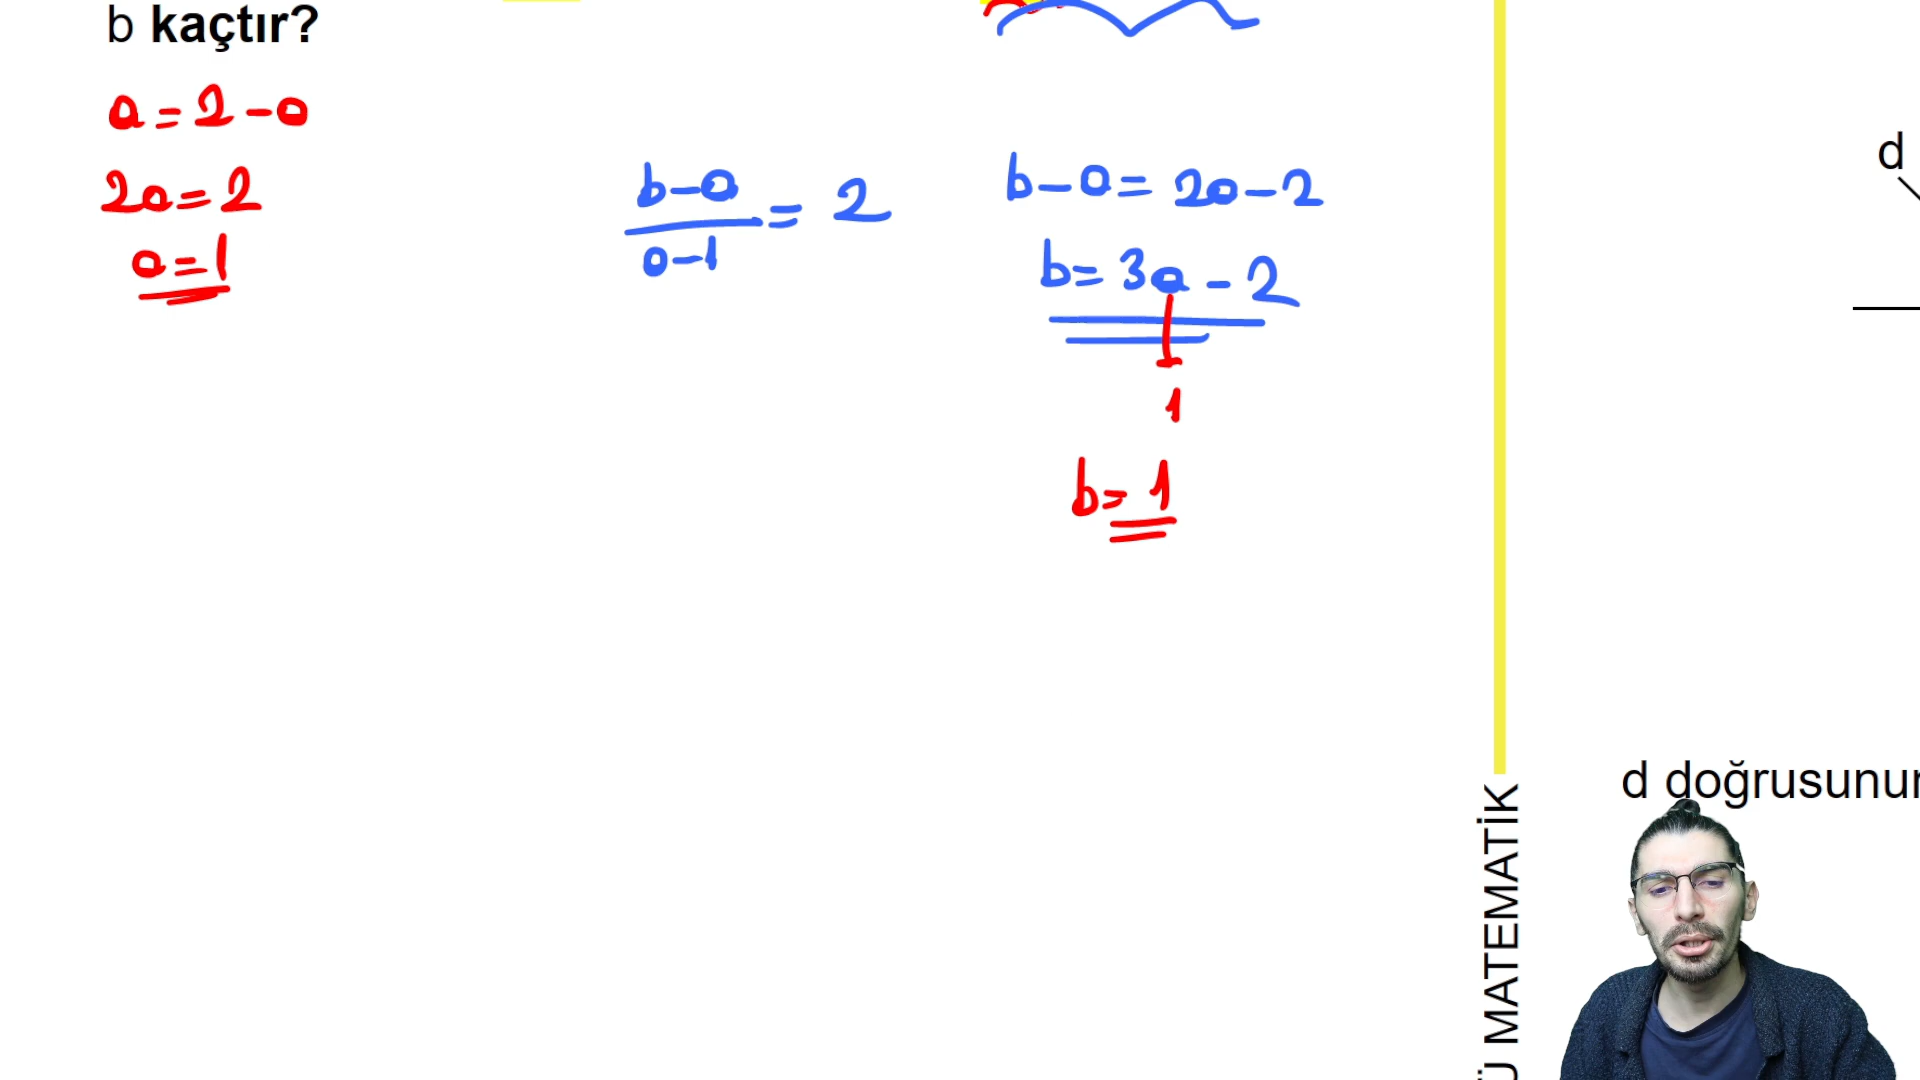 b kaçtır?
a = 2 - a
2a = 2
a = 1
b - a
a - 1
= 2
b - a = 2a - 2
b = 3a - 2
1
b = 1
d
d doğrusunun
Ü MATEMATİK